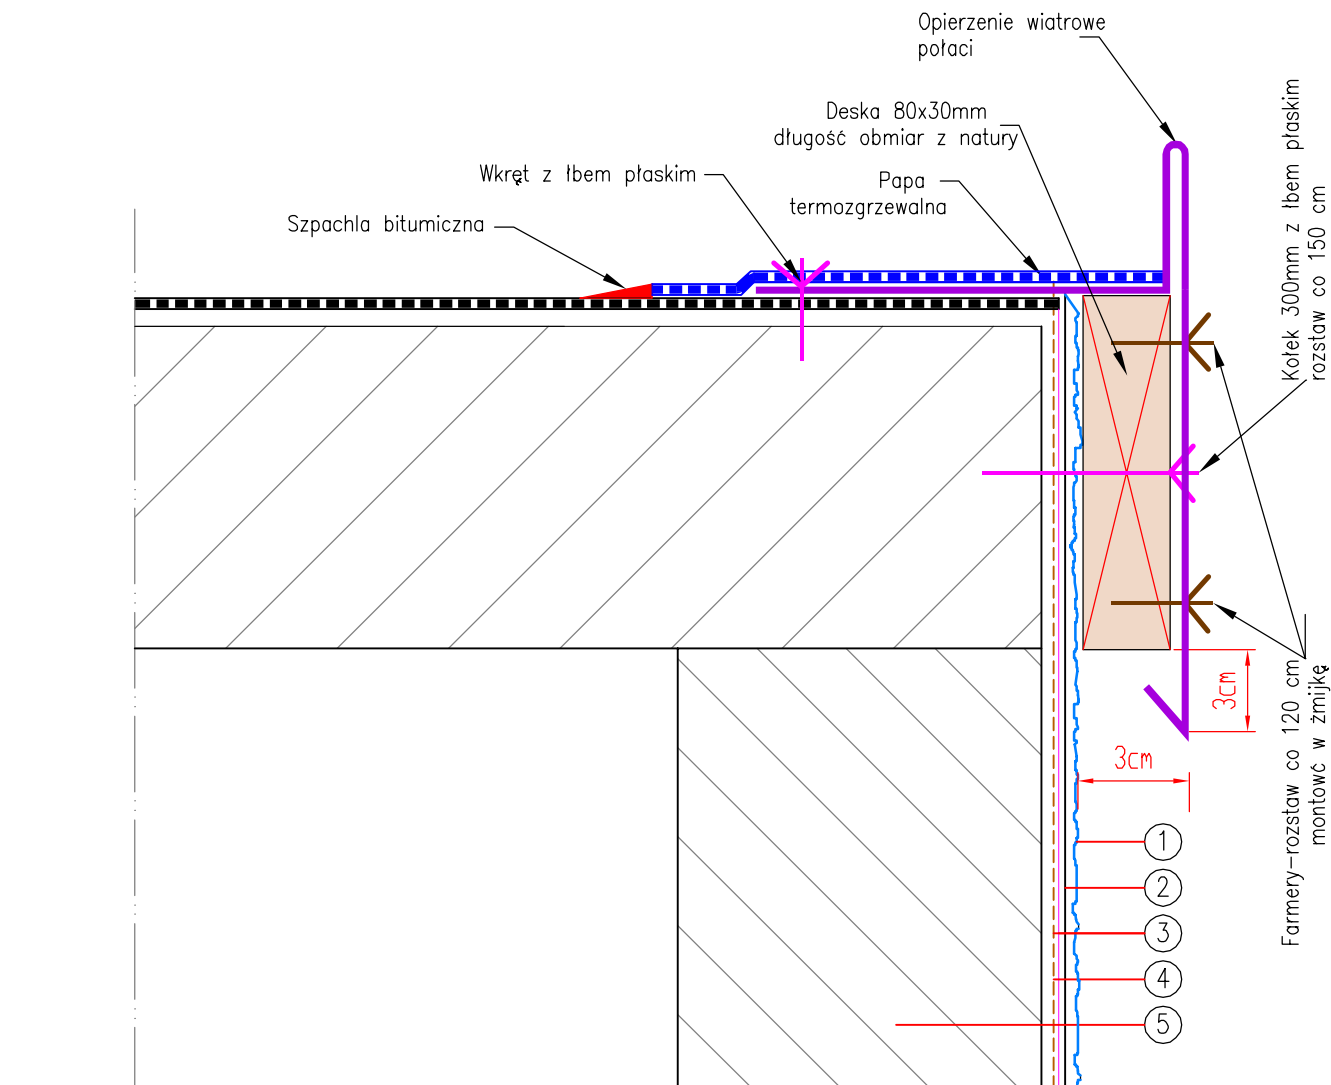 Opierzenie wiatrowe
połaci
Deska 80x30mm
długość obmiar z natury
Wkręt z łbem płaskim
Papa
termozgrzewalna
Szpachla bitumiczna
Kołek 300mm z łbem płaskim
rozstaw co 150 cm
3cm
3cm
Farmery-rozstaw co 120 cm
montowć w żmijkę
1
2
3
4
5